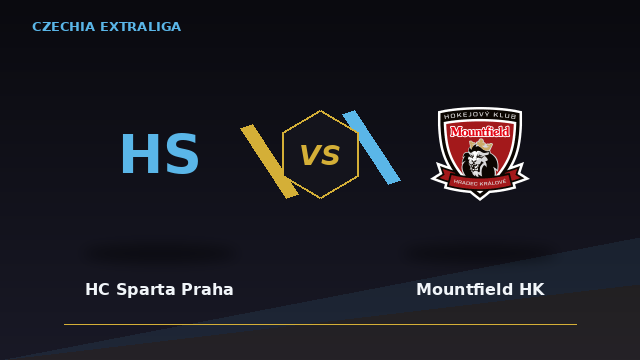 CZECHIA EXTRALIGA
HS
VS
HOKEJOVÝ KLUB
Mountfield
HRADEC KRÁLOVÉ
HC Sparta Praha
Mountfield HK